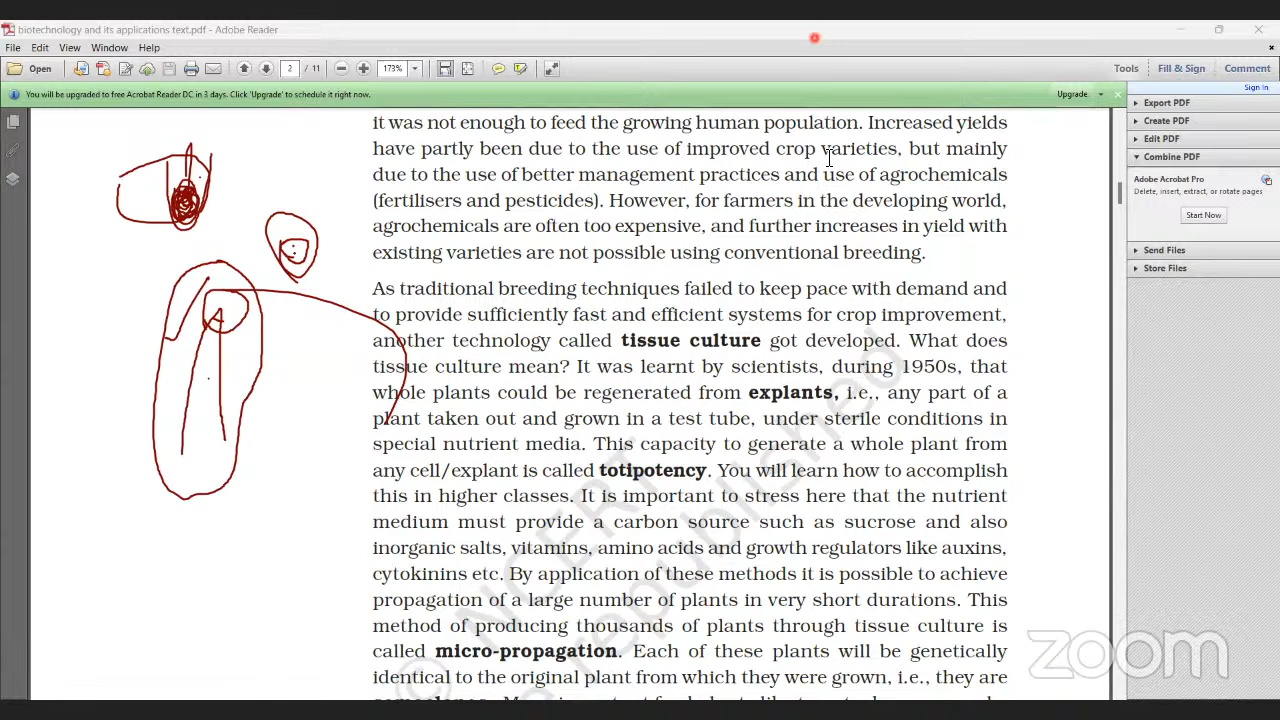 biotechnology and its applications text.pdf - Adobe Reader
File Edit View Window Help
Open 2 / 11 173% Tools Fill & Sign Comment
You will be upgraded to free Acrobat Reader DC in 3 days. Click 'Upgrade' to schedule it right now. Upgrade
Sign In
Export PDF
Create PDF
Edit PDF
Combine PDF
Adobe Acrobat Pro
Delete, insert, extract, or rotate pages
Start Now
Send Files
Store Files
it was not enough to feed the growing human population. Increased yields
have partly been due to the use of improved crop varieties, but mainly
due to the use of better management practices and use of agrochemicals
(fertilisers and pesticides). However, for farmers in the developing world,
agrochemicals are often too expensive, and further increases in yield with
existing varieties are not possible using conventional breeding.
As traditional breeding techniques failed to keep pace with demand and
to provide sufficiently fast and efficient systems for crop improvement,
another technology called tissue culture got developed. What does
tissue culture mean? It was learnt by scientists, during 1950s, that
whole plants could be regenerated from explants, i.e., any part of a
plant taken out and grown in a test tube, under sterile conditions in
special nutrient media. This capacity to generate a whole plant from
any cell/explant is called totipotency. You will learn how to accomplish
this in higher classes. It is important to stress here that the nutrient
medium must provide a carbon source such as sucrose and also
inorganic salts, vitamins, amino acids and growth regulators like auxins,
cytokinins etc. By application of these methods it is possible to achieve
propagation of a large number of plants in very short durations. This
method of producing thousands of plants through tissue culture is
called micro-propagation. Each of these plants will be genetically
identical to the original plant from which they were grown, i.e., they are
© NCERT
republished
zoom